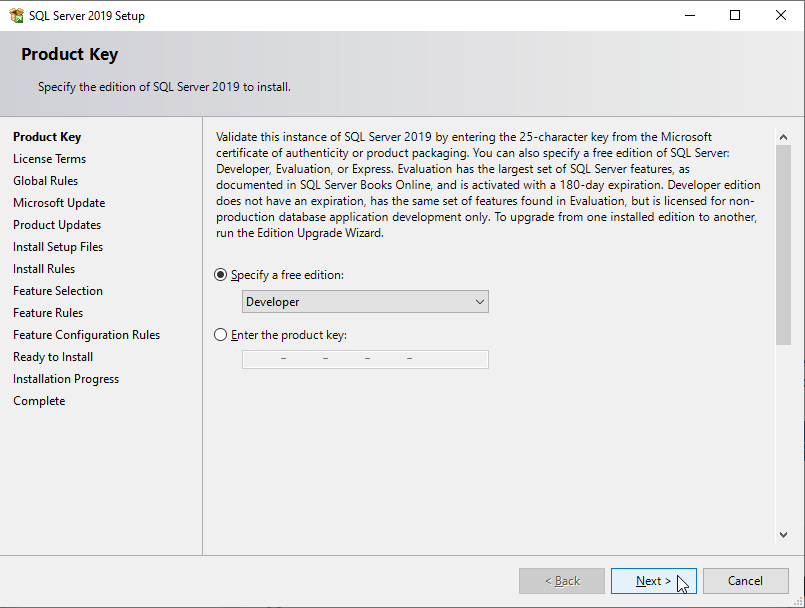 SQL Server 2019 Setup
Product Key
Specify the edition of SQL Server 2019 to install.
Product Key
License Terms
Global Rules
Microsoft Update
Product Updates
Install Setup Files
Install Rules
Feature Selection
Feature Rules
Feature Configuration Rules
Ready to Install
Installation Progress
Complete
Validate this instance of SQL Server 2019 by entering the 25-character key from the Microsoft
certificate of authenticity or product packaging. You can also specify a free edition of SQL Server:
Developer, Evaluation, or Express. Evaluation has the largest set of SQL Server features, as
documented in SQL Server Books Online, and is activated with a 180-day expiration. Developer edition
does not have an expiration, has the same set of features found in Evaluation, but is licensed for non-
production database application development only. To upgrade from one installed edition to another,
run the Edition Upgrade Wizard.
Specify a free edition:
Developer
Enter the product key:
– – – –
< Back
Next >
Cancel